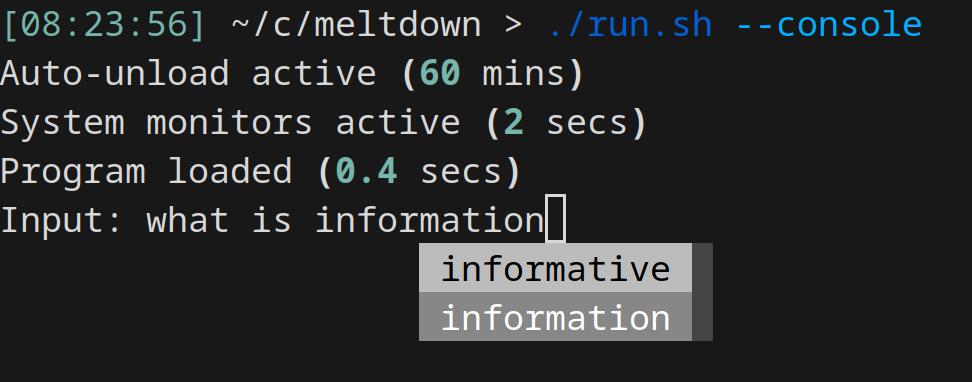 [08:23:56] ~/c/meltdown > ./run.sh --console
Auto-unload active (60 mins)
System monitors active (2 secs)
Program loaded (0.4 secs)
Input: what is information
informative
information